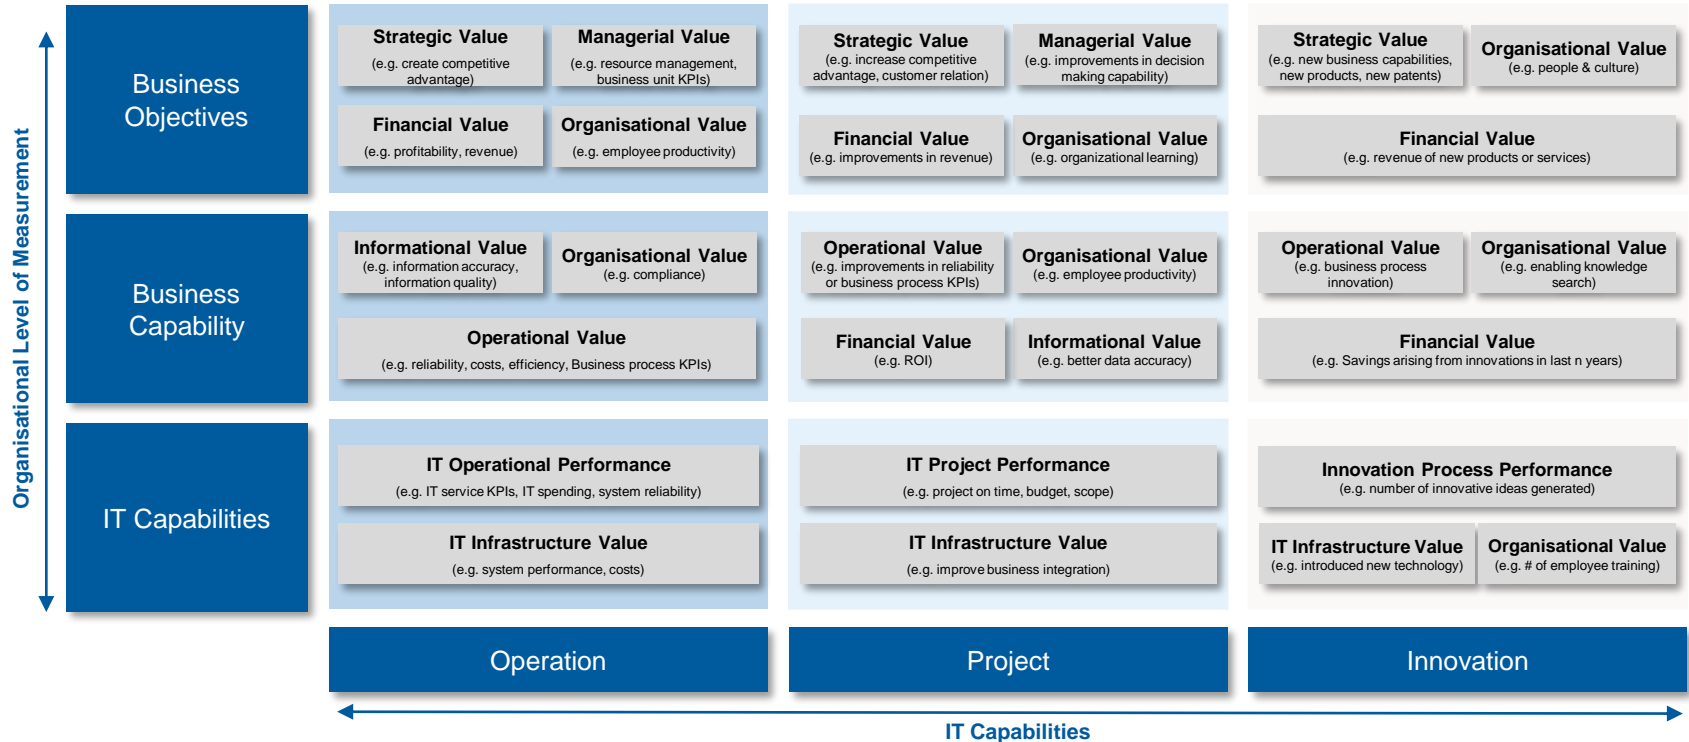 Organisational Level of Measurement
Business
Objectives
Strategic Value
(e.g. create competitive
advantage)
Managerial Value
(e.g. resource management,
business unit KPIs)
Financial Value
(e.g. profitability, revenue)
Organisational Value
(e.g. employee productivity)
Strategic Value
(e.g. increase competitive
advantage, customer relation)
Managerial Value
(e.g. improvements in decision
making capability)
Financial Value
(e.g. improvements in revenue)
Organisational Value
(e.g. organizational learning)
Strategic Value
(e.g. new business capabilities,
new products, new patents)
Organisational Value
(e.g. people & culture)
Financial Value
(e.g. revenue of new products or services)
Business
Capability
Informational Value
(e.g. information accuracy,
information quality)
Organisational Value
(e.g. compliance)
Operational Value
(e.g. reliability, costs, efficiency, Business process KPIs)
Operational Value
(e.g. improvements in reliability
or business process KPIs)
Organisational Value
(e.g. employee productivity)
Financial Value
(e.g. ROI)
Informational Value
(e.g. better data accuracy)
Operational Value
(e.g. business process
innovation)
Organisational Value
(e.g. enabling knowledge
search)
Financial Value
(e.g. Savings arising from innovations in last n years)
IT Capabilities
IT Operational Performance
(e.g. IT service KPIs, IT spending, system reliability)
IT Infrastructure Value
(e.g. system performance, costs)
IT Project Performance
(e.g. project on time, budget, scope)
IT Infrastructure Value
(e.g. improve business integration)
Innovation Process Performance
(e.g. number of innovative ideas generated)
IT Infrastructure Value
(e.g. introduced new technology)
Organisational Value
(e.g. # of employee training)
Operation
Project
Innovation
IT Capabilities